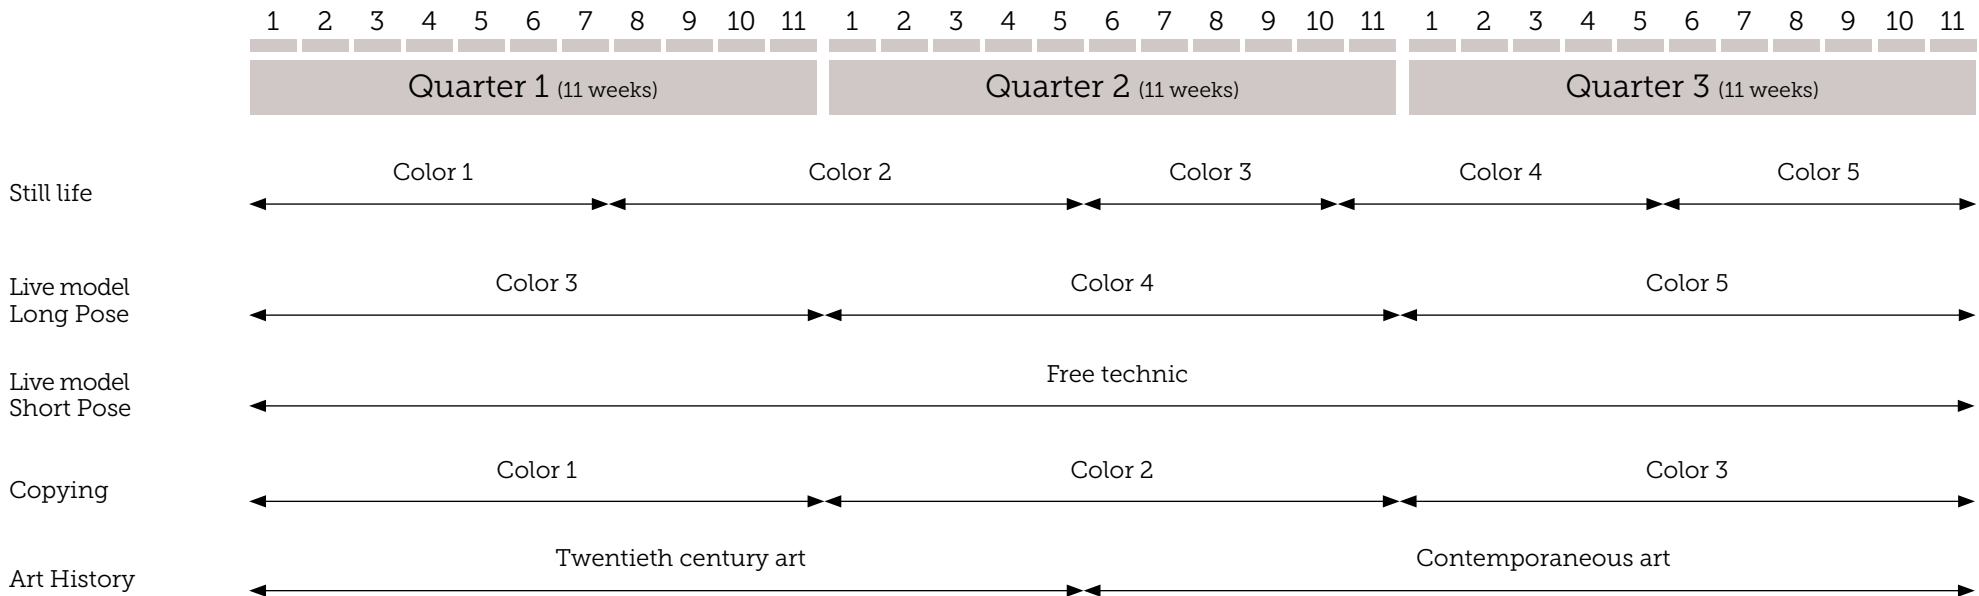 1 2 3 4 5 6 7 8 9 10 11 1 2 3 4 5 6 7 8 9 10 11 1 2 3 4 5 6 7 8 9 10 11
Quarter 1 (11 weeks) Quarter 2 (11 weeks) Quarter 3 (11 weeks)
Still life
Color 1 Color 2 Color 3 Color 4 Color 5
Live model
Long Pose
Color 3 Color 4 Color 5
Live model
Short Pose
Free technic
Copying
Color 1 Color 2 Color 3
Art History
Twentieth century art Contemporaneous art